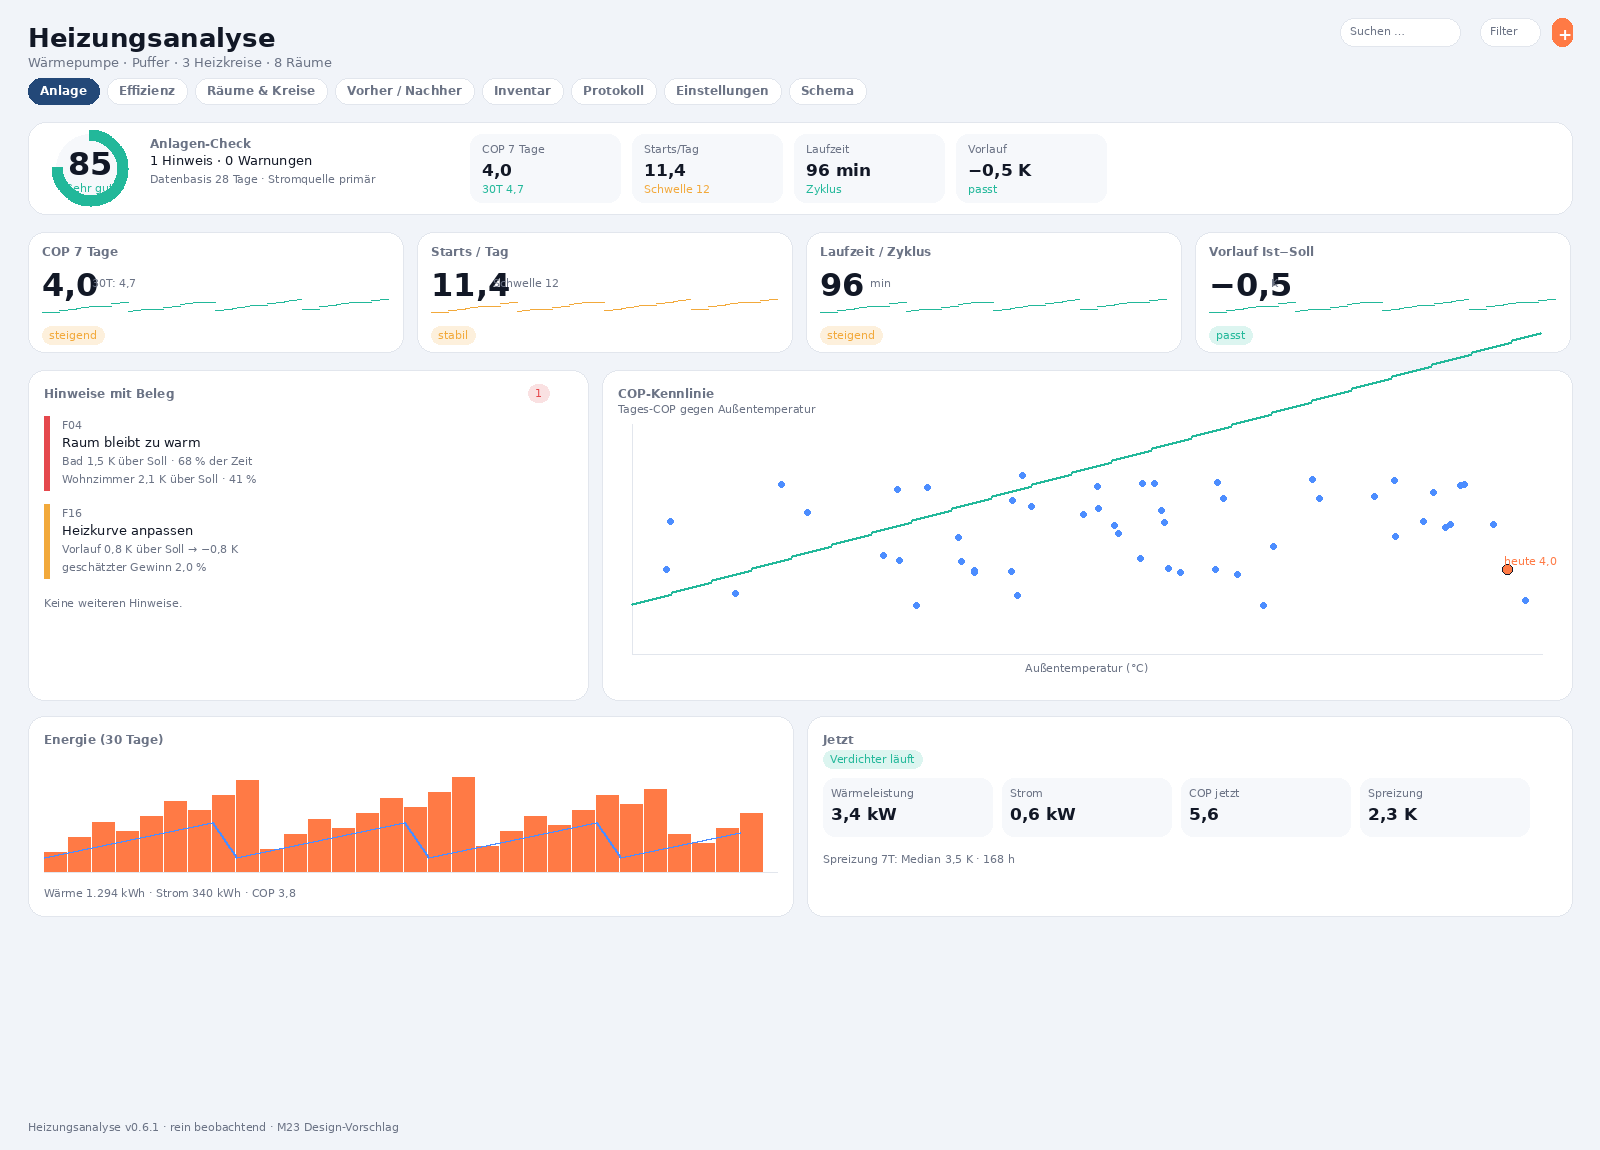 Heizungsanalyse
Wärmepumpe · Puffer · 3 Heizkreise · 8 Räume
Suchen ...
Filter
+
Anlage
Effizienz
Räume & Kreise
Vorher / Nachher
Inventar
Protokoll
Einstellungen
Schema
85
Sehr gut
Anlagen-Check
1 Hinweis · 0 Warnungen
Datenbasis 28 Tage · Stromquelle primär
COP 7 Tage
4,0
30T 4,7
Starts/Tag
11,4
Schwelle 12
Laufzeit
96 min
Zyklus
Vorlauf
−0,5 K
passt
COP 7 Tage
4,0
30T: 4,7
steigend
Starts / Tag
11,4
Schwelle 12
stabil
Laufzeit / Zyklus
96 min
steigend
Vorlauf Ist−Soll
−0,5
passt
Hinweise mit Beleg
1
F04
Raum bleibt zu warm
Bad 1,5 K über Soll · 68 % der Zeit
Wohnzimmer 2,1 K über Soll · 41 %
F16
Heizkurve anpassen
Vorlauf 0,8 K über Soll → −0,8 K
geschätzter Gewinn 2,0 %
Keine weiteren Hinweise.
COP-Kennlinie
Tages-COP gegen Außentemperatur
heute 4,0
Außentemperatur (°C)
Energie (30 Tage)
Wärme 1.294 kWh · Strom 340 kWh · COP 3,8
Jetzt
Verdichter läuft
Wärmeleistung
3,4 kW
Strom
0,6 kW
COP jetzt
5,6
Spreizung
2,3 K
Spreizung 7T: Median 3,5 K · 168 h
Heizungsanalyse v0.6.1 · rein beobachtend · M23 Design-Vorschlag